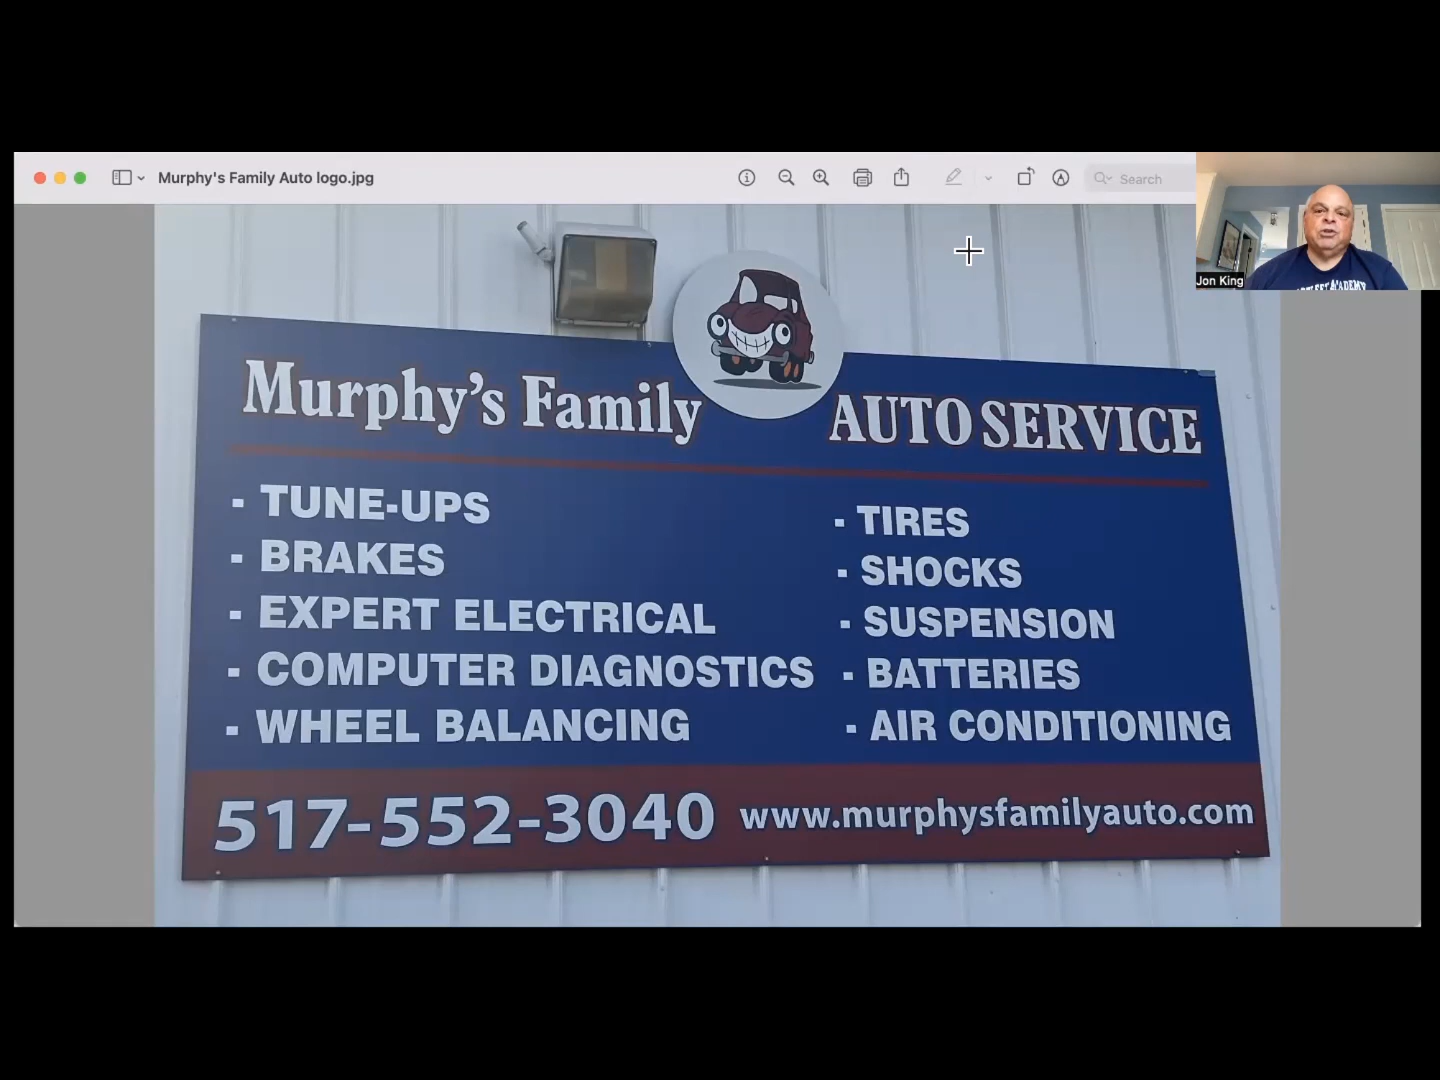 Murphy's Family Auto logo.jpg
Search
Jon King
Murphy's Family AUTO SERVICE
- TUNE-UPS
- BRAKES
- EXPERT ELECTRICAL
- COMPUTER DIAGNOSTICS
- WHEEL BALANCING
- TIRES
- SHOCKS
- SUSPENSION
- BATTERIES
- AIR CONDITIONING
517-552-3040 www.murphysfamilyauto.com